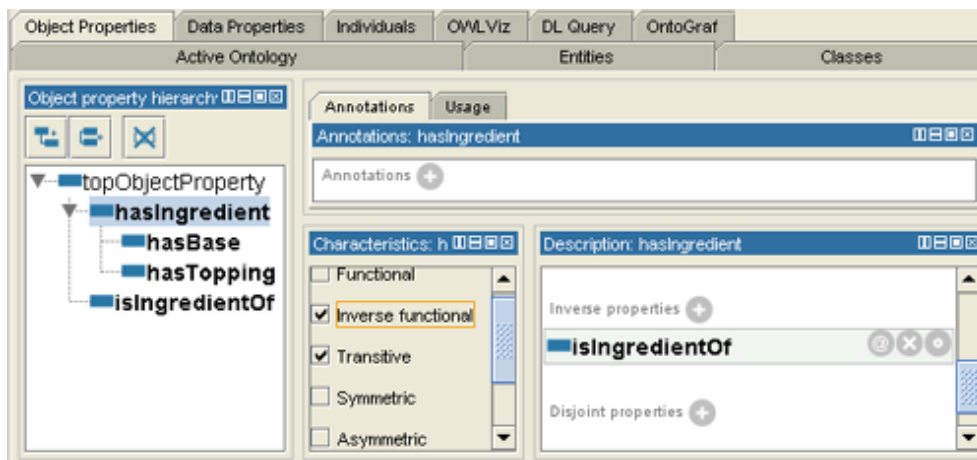 Object Properties Data Properties Individuals OWLViz DL Query OntoGraf
Active Ontology Entities Classes
Object property hierarchy
topObjectProperty
hasIngredient
hasBase
hasTopping
isIngredientOf
Annotations Usage
Annotations: hasIngredient
Annotations
Characteristics: h
Functional
Inverse functional
Transitive
Symmetric
Asymmetric
Description: hasIngredient
Inverse properties
isIngredientOf
Disjoint properties